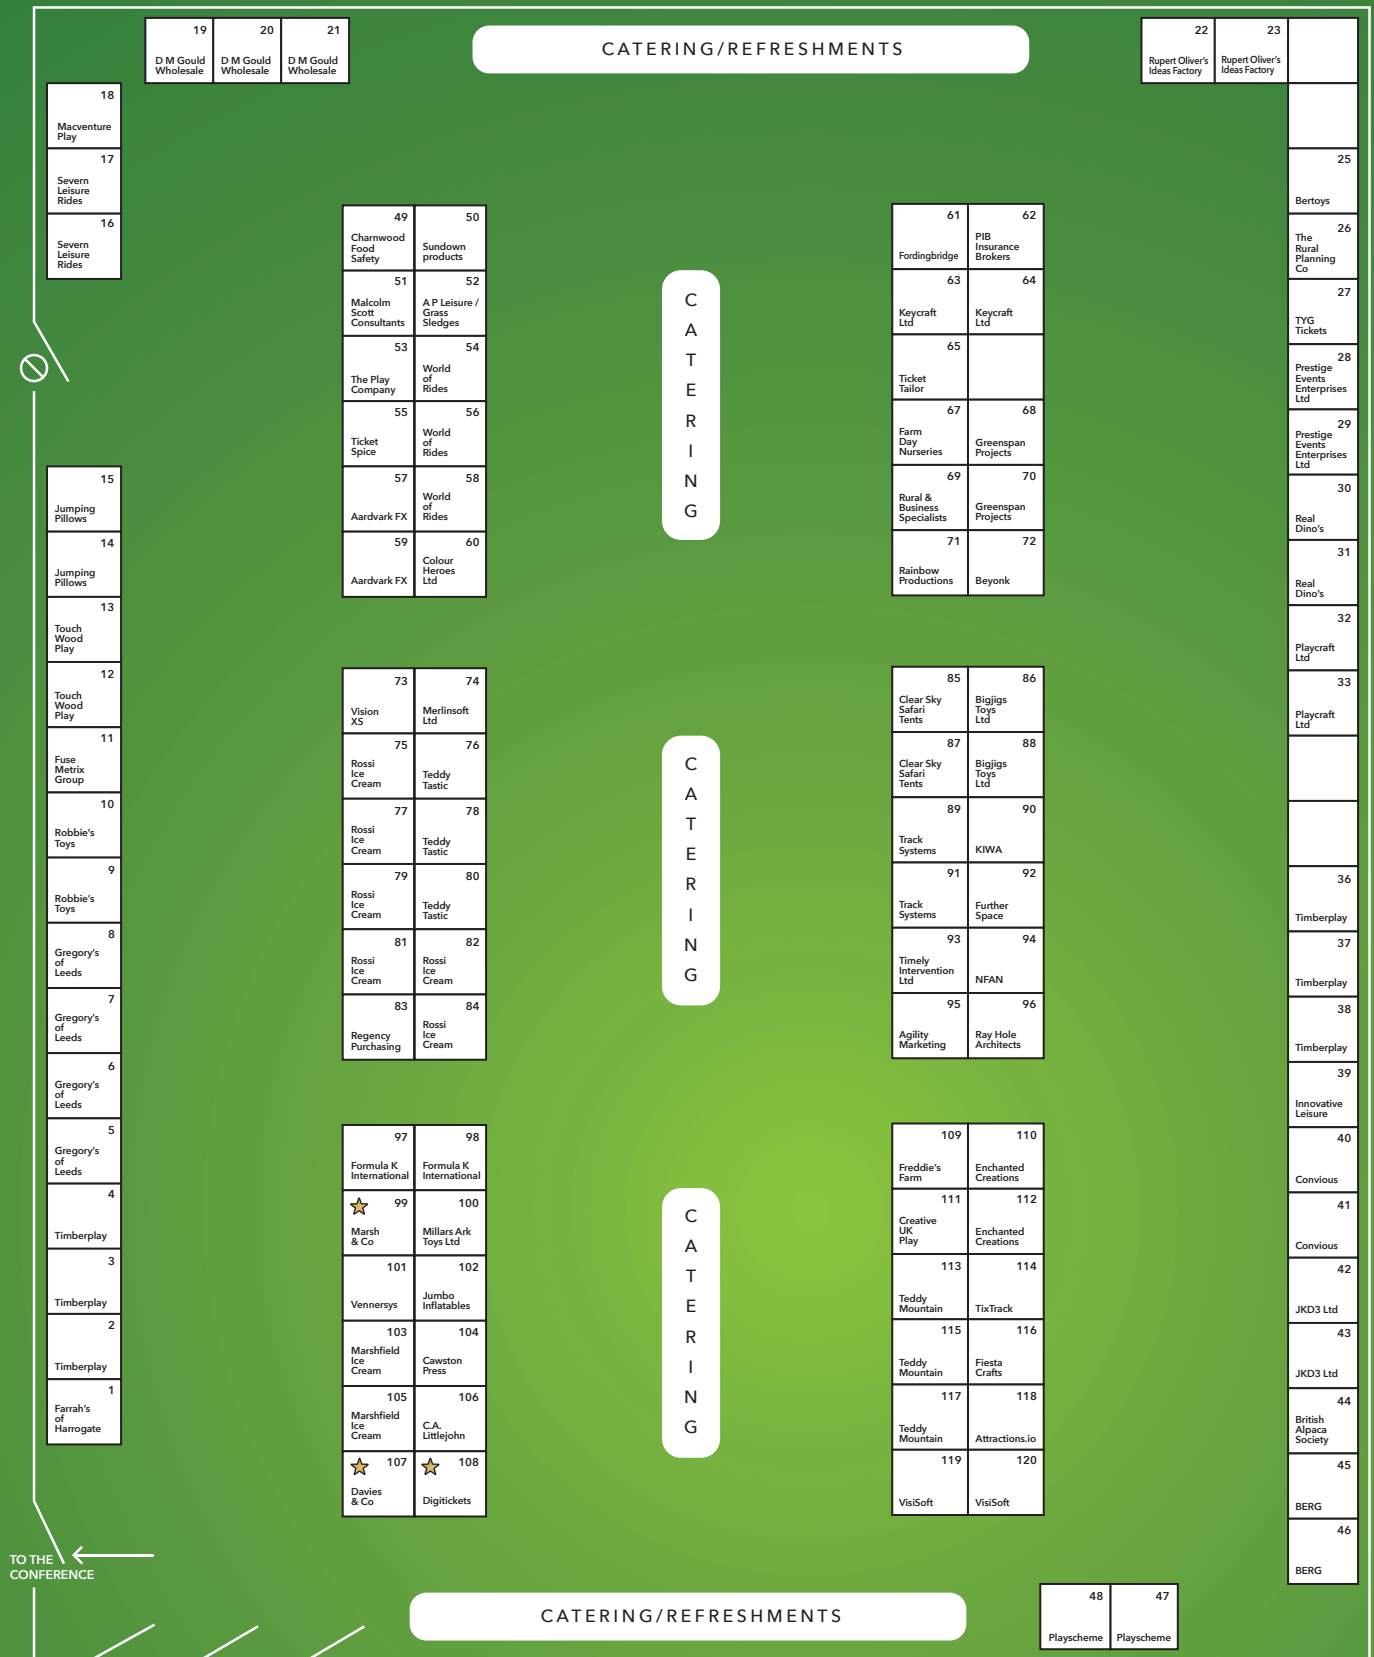 19
D M Gould
Wholesale
20
D M Gould
Wholesale
21
D M Gould
Wholesale
CATERING/REFRESHMENTS
22
Rupert Oliver's
Ideas Factory
23
Rupert Oliver's
Ideas Factory
18
Macventure
Play
17
Severn
Leisure
Rides
16
Severn
Leisure
Rides
15
Jumping
Pillows
14
Jumping
Pillows
13
Touch
Wood
Play
12
Touch
Wood
Play
11
Fuse
Metrix
Group
10
Robbie's
Toys
9
Robbie's
Toys
8
Gregory's
of
Leeds
7
Gregory's
of
Leeds
6
Gregory's
of
Leeds
5
Gregory's
of
Leeds
4
Timberplay
3
Timberplay
2
Timberplay
1
Farrah's
of
Harrogate
TO THE
CONFERENCE
49
Charnwood
Food
Safety
50
Sundown
products
51
Malcolm
Scott
Consultants
52
A P Leisure /
Grass
Sledges
53
The Play
Company
54
World
of
Rides
55
Ticket
Spice
56
World
of
Rides
57
Aardvark FX
58
World
of
Rides
59
Aardvark FX
60
Colour
Heroes
Ltd
73
Vision
XS
74
Merlinsoft
Ltd
75
Rossi
Ice
Cream
76
Teddy
Tastic
77
Rossi
Ice
Cream
78
Teddy
Tastic
79
Rossi
Ice
Cream
80
Teddy
Tastic
81
Rossi
Ice
Cream
82
Rossi
Ice
Cream
83
Regency
Purchasing
84
Rossi
Ice
Cream
97
Formula K
International
98
Formula K
International
99
Marsh
& Co
100
Millars Ark
Toys Ltd
101
Vennersys
102
Jumbo
Inflatables
103
Marshfield
Ice
Cream
104
Cawston
Press
105
Marshfield
Ice
Cream
106
C.A.
Littlejohn
107
Davies
& Co
108
Digitickets
CATERING
CATERING
CATERING
61
Fordingbridge
62
PIB
Insurance
Brokers
63
Keycraft
Ltd
64
Keycraft
Ltd
65
Ticket
Tailor
67
Farm
Day
Nurseries
68
Greenspan
Projects
69
Rural &
Business
Specialists
70
Greenspan
Projects
71
Rainbow
Productions
72
Beyonk
85
Clear Sky
Safari
Tents
86
Bigjigs
Toys
Ltd
87
Clear Sky
Safari
Tents
88
Bigjigs
Toys
Ltd
89
Track
Systems
90
KIWA
91
Track
Systems
92
Further
Space
93
Timely
Intervention
Ltd
94
NFAN
95
Agility
Marketing
96
Ray Hole
Architects
109
Freddie's
Farm
110
Enchanted
Creations
111
Creative
UK
Play
112
Enchanted
Creations
113
Teddy
Mountain
114
TixTrack
115
Teddy
Mountain
116
Fiesta
Crafts
117
Teddy
Mountain
118
Attractions.io
119
VisiSoft
120
VisiSoft
25
Bertoys
26
The
Rural
Planning
Co
27
TYG
Tickets
28
Prestige
Events
Enterprises
Ltd
29
Prestige
Events
Enterprises
Ltd
30
Real
Dino's
31
Real
Dino's
32
Playcraft
Ltd
33
Playcraft
Ltd
36
Timberplay
37
Timberplay
38
Timberplay
39
Innovative
Leisure
40
Convious
41
Convious
42
JKD3 Ltd
43
JKD3 Ltd
44
British
Alpaca
Society
45
BERG
46
BERG
CATERING/REFRESHMENTS
48
Playscheme
47
Playscheme